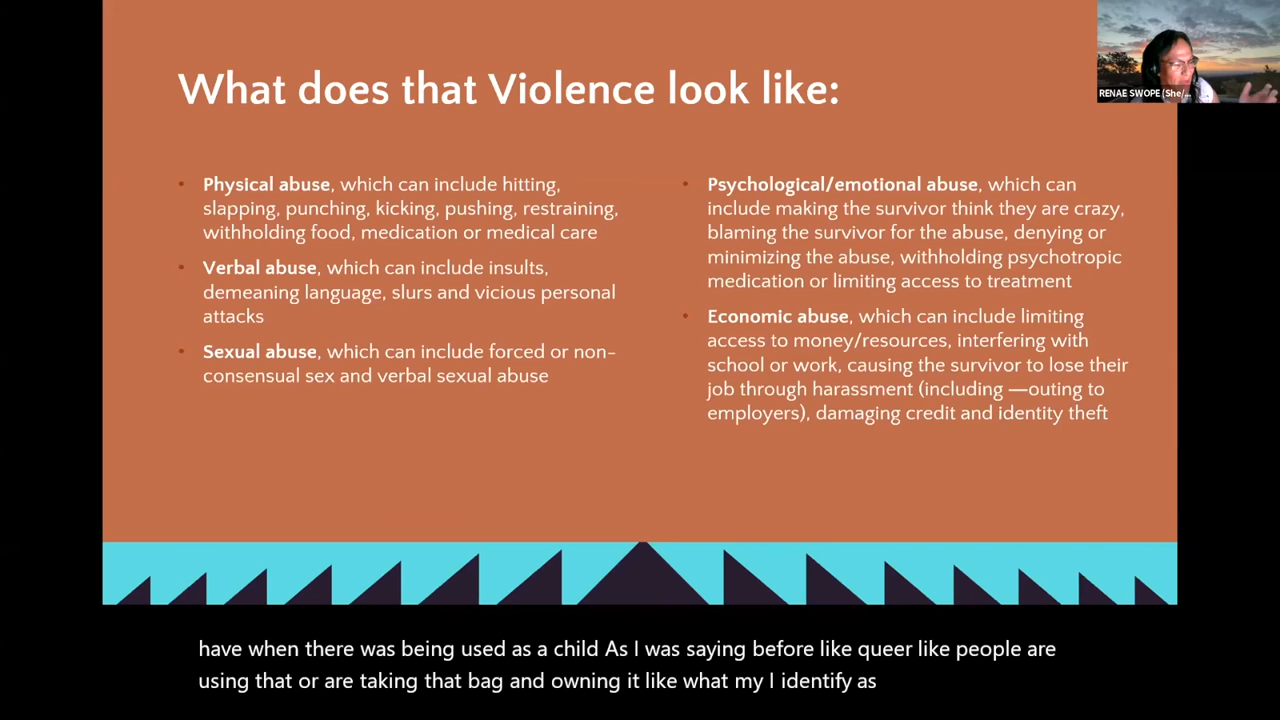 What does that Violence look like:
RENAE SWOPE (She/...
• Physical abuse, which can include hitting,
slapping, punching, kicking, pushing, restraining,
withholding food, medication or medical care
• Verbal abuse, which can include insults,
demeaning language, slurs and vicious personal
attacks
• Sexual abuse, which can include forced or non-
consensual sex and verbal sexual abuse
• Psychological/emotional abuse, which can
include making the survivor think they are crazy,
blaming the survivor for the abuse, denying or
minimizing the abuse, withholding psychotropic
medication or limiting access to treatment
• Economic abuse, which can include limiting
access to money/resources, interfering with
school or work, causing the survivor to lose their
job through harassment (including —outing to
employers), damaging credit and identity theft
have when there was being used as a child As I was saying before like queer like people are
using that or are taking that bag and owning it like what my I identify as